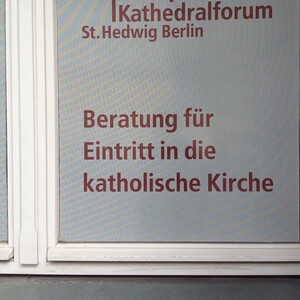 Kathedralforum
St. Hedwig Berlin
Beratung für
Eintritt in die
katholische Kirche